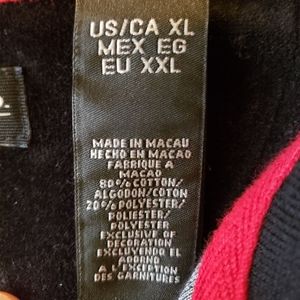 US/CA XL
MEX EG
EU XXL
MADE IN MACAU
HECHO EN MACAO
FABRIQUE A
MACAO
80% COTTON/
ALGODON/COTON
20% POLYESTER/
POLIESTER/
POLYESTER
EXCLUSIVE OF
DECORATION
EXCLUYENDO EL
ADORNO
A L'EXCEPTION
DES GARNITURES